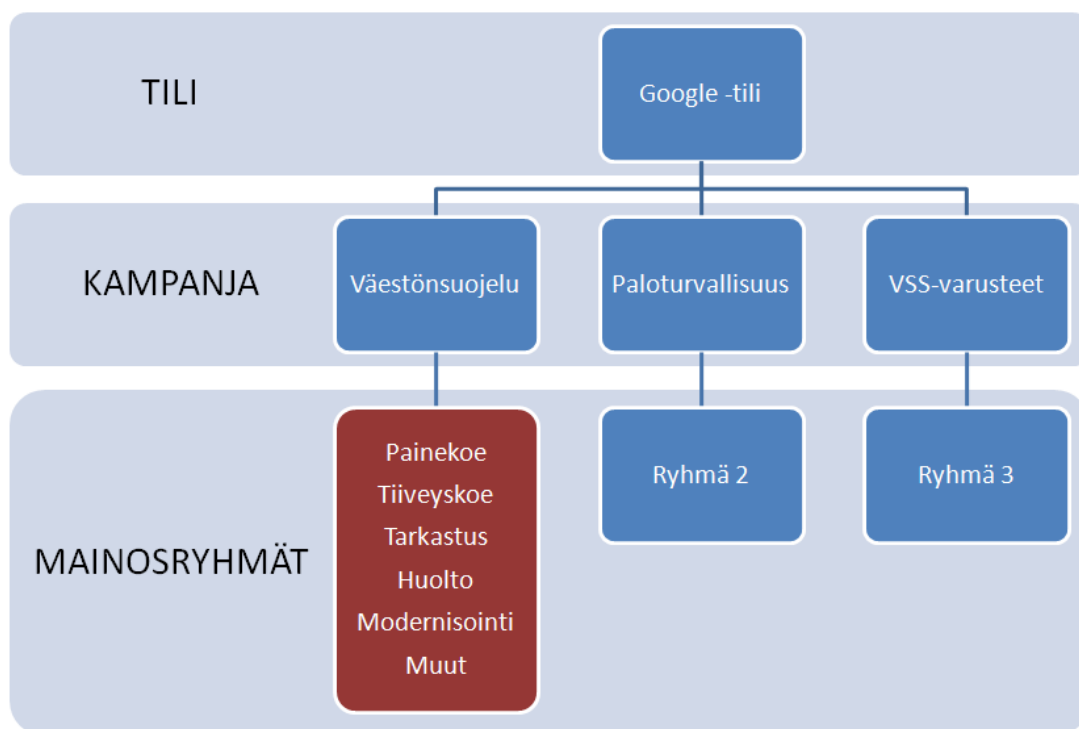 TILI
Google -tili
KAMPANJA
Väestönsuojelu
Paloturvallisuus
VSS-varusteet
MAINOSRYHMÄT
Painekoe
Tiiveyskoe
Tarkastus
Huolto
Modernisointi
Muut
Ryhmä 2
Ryhmä 3